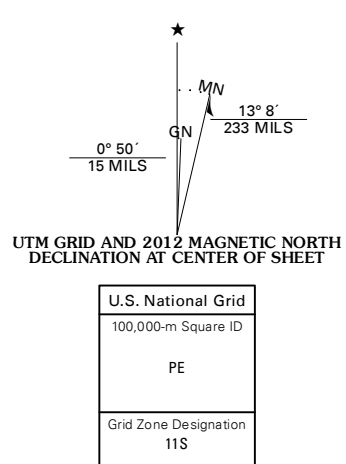 ★
MN
13° 8´
233 MILS
GN
0° 50´
15 MILS
UTM GRID AND 2012 MAGNETIC NORTH
DECLINATION AT CENTER OF SHEET
U.S. National Grid
100,000-m Square ID
PE
Grid Zone Designation
11S